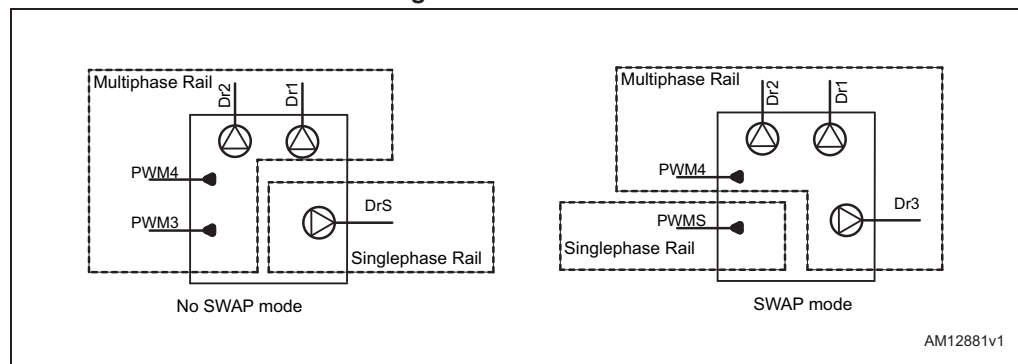 g
Multiphase Rail
Dr2
Dr1
PWM4
PWM3
DrS
Singlephase Rail
No SWAP mode
Multiphase Rail
Dr2
Dr1
PWM4
PWMS
Dr3
Singlephase Rail
SWAP mode
AM12881v1